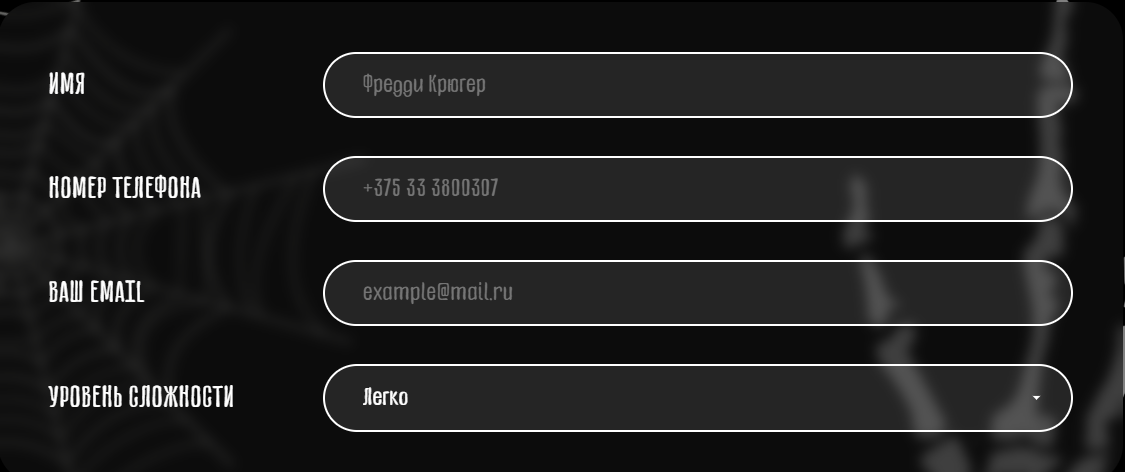 ИМЯ
Фредди Крюгер
НОМЕР ТЕЛЕФОНА
+375 33 3800307
ВАШ EMAIL
example@mail.ru
УРОВЕНЬ СЛОЖНОСТИ
Легко